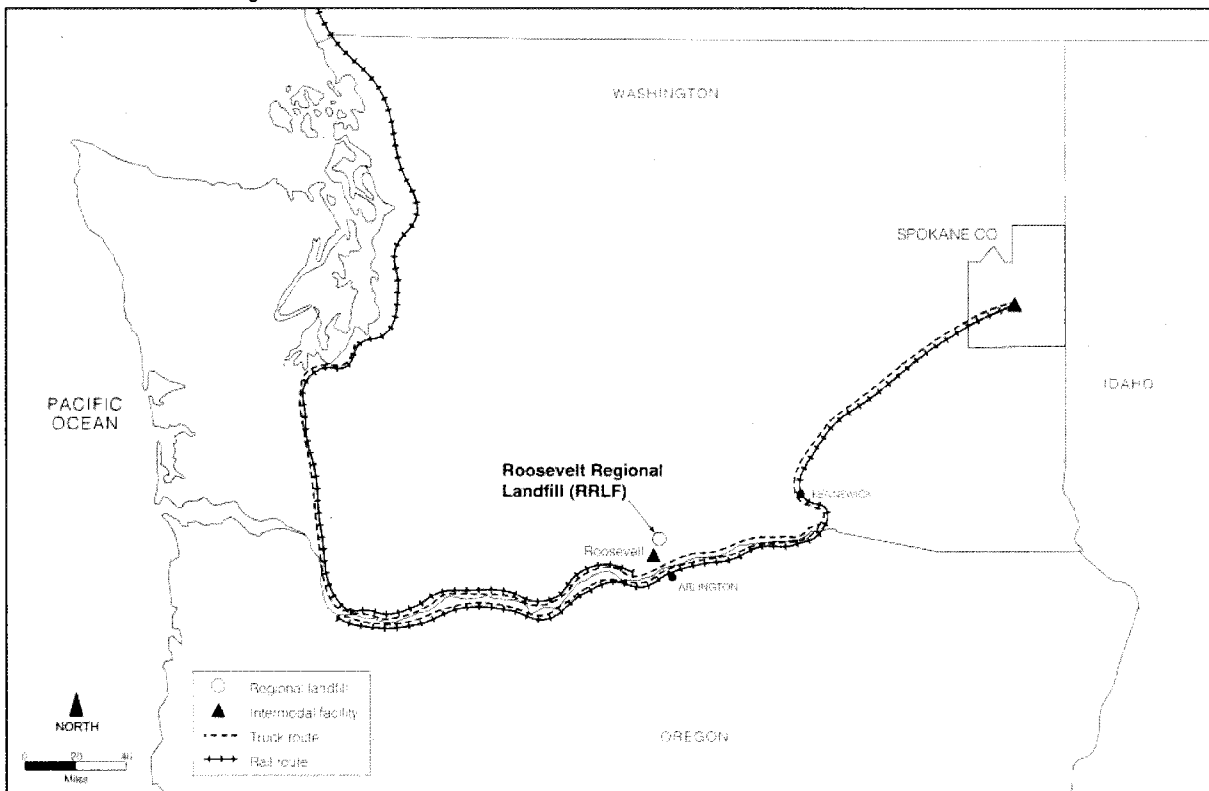 WASHINGTON
SPOKANE CO
IDAHO
PACIFIC
OCEAN
KENNEWICK
Roosevelt Regional
Landfill (RRLF)
Roosevelt
ARLINGTON
Regional landfill
Intermodal facility
Truck route
Rail route
NORTH
0 20 40
Miles
OREGON